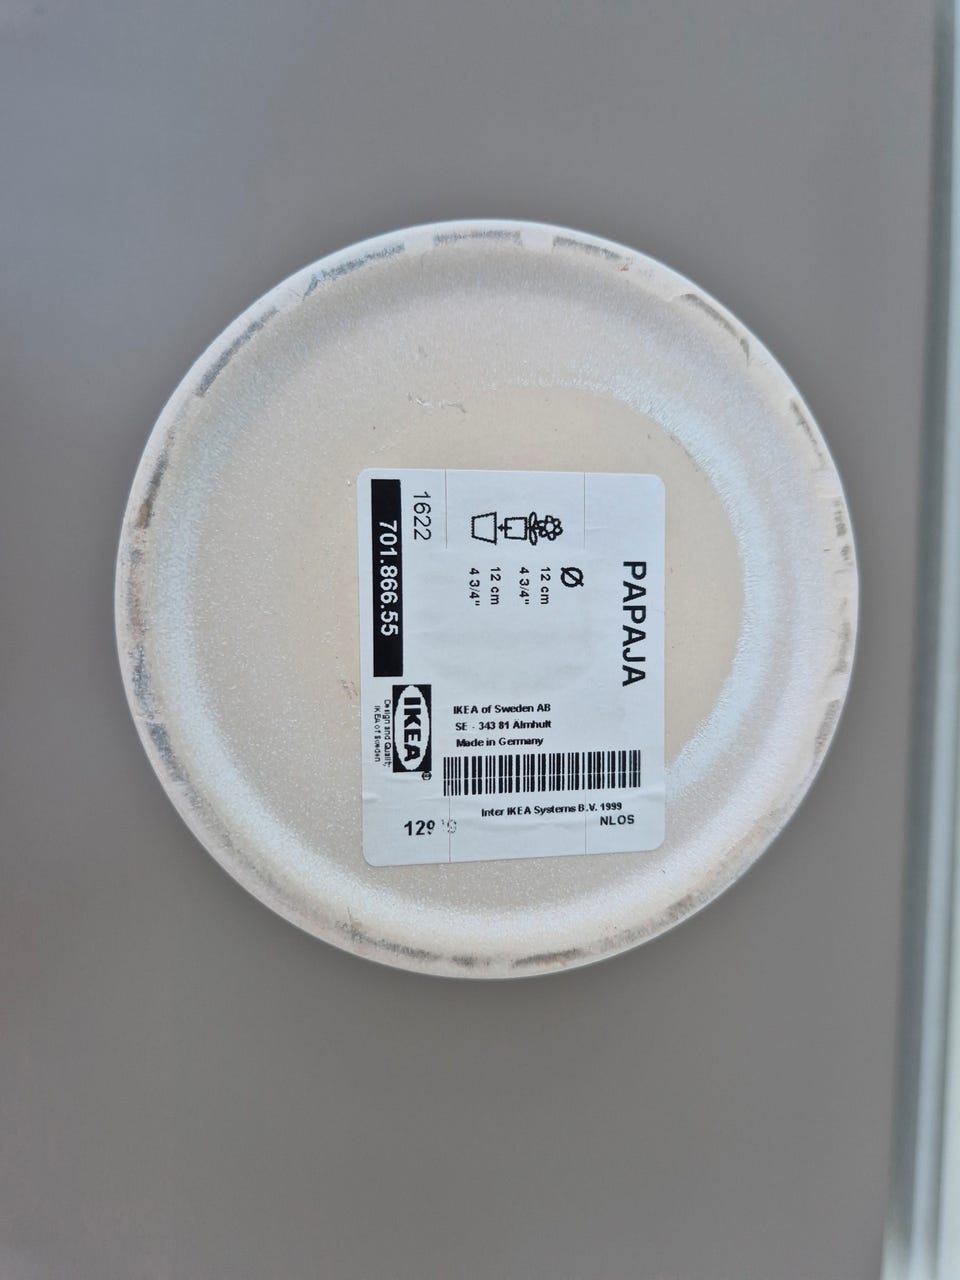 PAPAJA
Ø
12 cm
4 3/4"
12 cm
4 3/4"
1622
701.866.55
IKEA®
Design and Quality
IKEA of Sweden
IKEA of Sweden AB
SE - 343 81 Älmhult
Made in Germany
Inter IKEA Systems B.V. 1999
NLOS